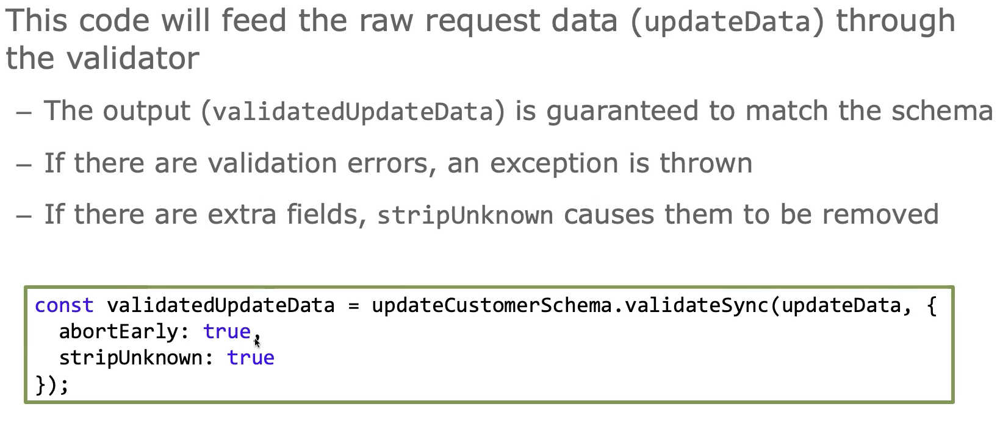 This code will feed the raw request data (updateData) through
the validator
– The output (validatedUpdateData) is guaranteed to match the schema
– If there are validation errors, an exception is thrown
– If there are extra fields, stripUnknown causes them to be removed
const validatedUpdateData = updateCustomerSchema.validateSync(updateData, {
  abortEarly: true,
  stripUnknown: true
});